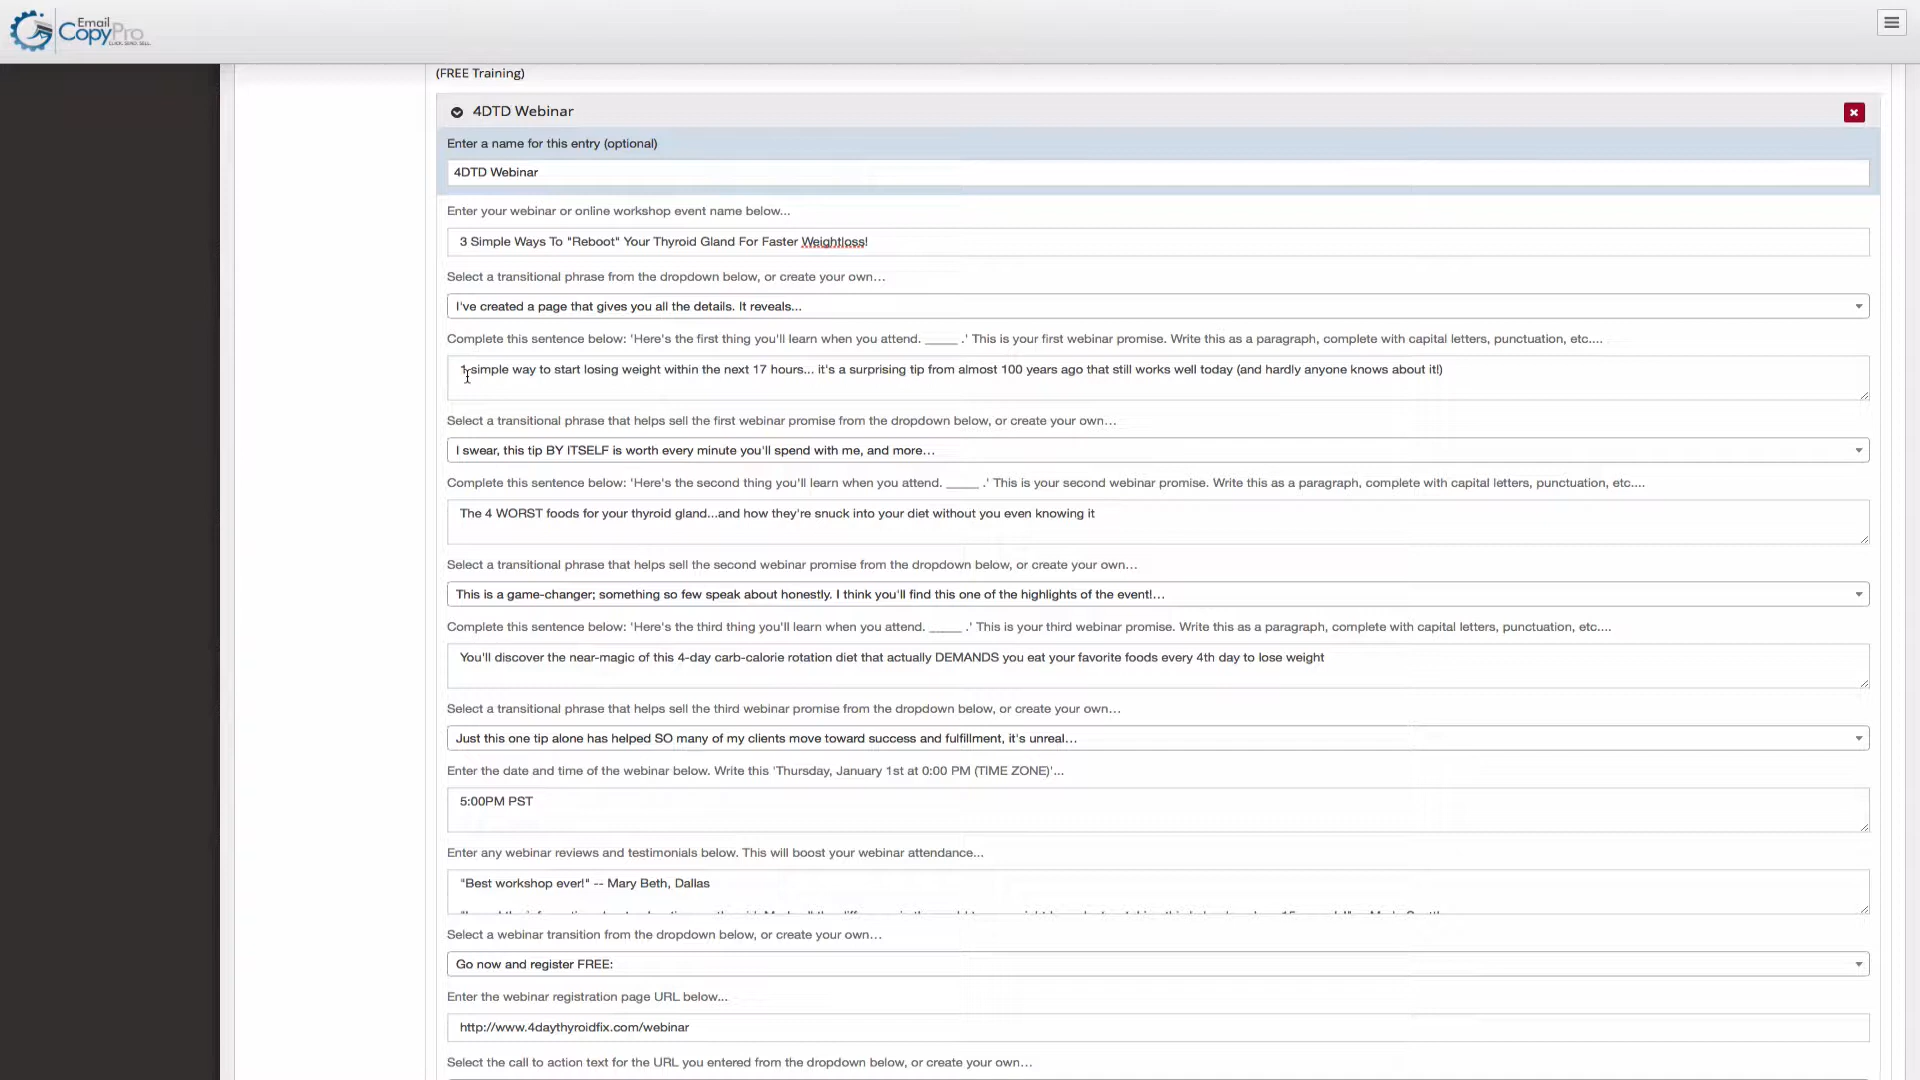 Email
CopyPro
CLICK. SEND. SELL.
(FREE Training)
4DTD Webinar
Enter a name for this entry (optional)
4DTD Webinar
Enter your webinar or online workshop event name below...
3 Simple Ways To "Reboot" Your Thyroid Gland For Faster Weightloss!
Select a transitional phrase from the dropdown below, or create your own…
I've created a page that gives you all the details. It reveals...
Complete this sentence below: 'Here's the first thing you'll learn when you attend. _____ .' This is your first webinar promise. Write this as a paragraph, complete with capital letters, punctuation, etc....
1 simple way to start losing weight within the next 17 hours... it's a surprising tip from almost 100 years ago that still works well today (and hardly anyone knows about it!)
Select a transitional phrase that helps sell the first webinar promise from the dropdown below, or create your own…
I swear, this tip BY ITSELF is worth every minute you'll spend with me, and more…
Complete this sentence below: 'Here's the second thing you'll learn when you attend. _____ .' This is your second webinar promise. Write this as a paragraph, complete with capital letters, punctuation, etc....
The 4 WORST foods for your thyroid gland...and how they're snuck into your diet without you even knowing it
Select a transitional phrase that helps sell the second webinar promise from the dropdown below, or create your own…
This is a game-changer; something so few speak about honestly. I think you'll find this one of the highlights of the event!…
Complete this sentence below: 'Here's the third thing you'll learn when you attend. _____ .' This is your third webinar promise. Write this as a paragraph, complete with capital letters, punctuation, etc....
You'll discover the near-magic of this 4-day carb-calorie rotation diet that actually DEMANDS you eat your favorite foods every 4th day to lose weight
Select a transitional phrase that helps sell the third webinar promise from the dropdown below, or create your own…
Just this one tip alone has helped SO many of my clients move toward success and fulfillment, it's unreal…
Enter the date and time of the webinar below. Write this 'Thursday, January 1st at 0:00 PM (TIME ZONE)'...
5:00PM PST
Enter any webinar reviews and testimonials below. This will boost your webinar attendance...
"Best workshop ever!" -- Mary Beth, Dallas
Select a webinar transition from the dropdown below, or create your own…
Go now and register FREE:
Enter the webinar registration page URL below...
http://www.4daythyroidfix.com/webinar
Select the call to action text for the URL you entered from the dropdown below, or create your own…